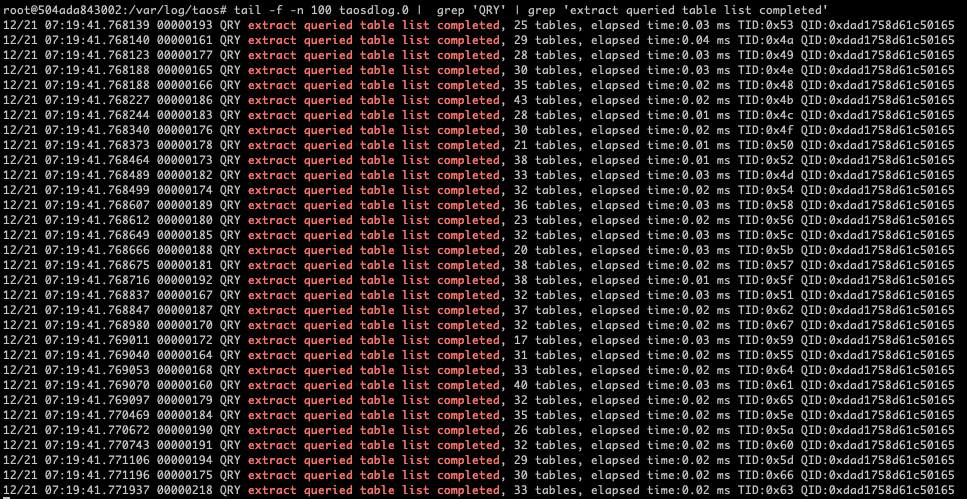 root@504ada843002:/var/log/taos# tail -f -n 100 taosdlog.0 |  grep 'QRY' | grep 'extract queried table list completed'
12/21 07:19:41.768139 00000193 QRY extract queried table list completed, 25 tables, elapsed time:0.03 ms TID:0x53 QID:0xdad1758d61c50165
12/21 07:19:41.768140 00000161 QRY extract queried table list completed, 29 tables, elapsed time:0.04 ms TID:0x4a QID:0xdad1758d61c50165
12/21 07:19:41.768123 00000177 QRY extract queried table list completed, 28 tables, elapsed time:0.03 ms TID:0x49 QID:0xdad1758d61c50165
12/21 07:19:41.768188 00000165 QRY extract queried table list completed, 30 tables, elapsed time:0.03 ms TID:0x4e QID:0xdad1758d61c50165
12/21 07:19:41.768188 00000166 QRY extract queried table list completed, 35 tables, elapsed time:0.02 ms TID:0x48 QID:0xdad1758d61c50165
12/21 07:19:41.768227 00000186 QRY extract queried table list completed, 43 tables, elapsed time:0.02 ms TID:0x4b QID:0xdad1758d61c50165
12/21 07:19:41.768244 00000183 QRY extract queried table list completed, 28 tables, elapsed time:0.01 ms TID:0x4c QID:0xdad1758d61c50165
12/21 07:19:41.768340 00000176 QRY extract queried table list completed, 30 tables, elapsed time:0.02 ms TID:0x4f QID:0xdad1758d61c50165
12/21 07:19:41.768373 00000178 QRY extract queried table list completed, 21 tables, elapsed time:0.01 ms TID:0x50 QID:0xdad1758d61c50165
12/21 07:19:41.768464 00000173 QRY extract queried table list completed, 38 tables, elapsed time:0.01 ms TID:0x52 QID:0xdad1758d61c50165
12/21 07:19:41.768489 00000182 QRY extract queried table list completed, 33 tables, elapsed time:0.03 ms TID:0x4d QID:0xdad1758d61c50165
12/21 07:19:41.768499 00000174 QRY extract queried table list completed, 32 tables, elapsed time:0.02 ms TID:0x54 QID:0xdad1758d61c50165
12/21 07:19:41.768607 00000189 QRY extract queried table list completed, 36 tables, elapsed time:0.03 ms TID:0x58 QID:0xdad1758d61c50165
12/21 07:19:41.768612 00000180 QRY extract queried table list completed, 23 tables, elapsed time:0.02 ms TID:0x56 QID:0xdad1758d61c50165
12/21 07:19:41.768649 00000185 QRY extract queried table list completed, 32 tables, elapsed time:0.03 ms TID:0x5c QID:0xdad1758d61c50165
12/21 07:19:41.768666 00000188 QRY extract queried table list completed, 20 tables, elapsed time:0.03 ms TID:0x5b QID:0xdad1758d61c50165
12/21 07:19:41.768675 00000181 QRY extract queried table list completed, 38 tables, elapsed time:0.02 ms TID:0x57 QID:0xdad1758d61c50165
12/21 07:19:41.768716 00000192 QRY extract queried table list completed, 38 tables, elapsed time:0.01 ms TID:0x5f QID:0xdad1758d61c50165
12/21 07:19:41.768837 00000167 QRY extract queried table list completed, 32 tables, elapsed time:0.03 ms TID:0x51 QID:0xdad1758d61c50165
12/21 07:19:41.768847 00000187 QRY extract queried table list completed, 37 tables, elapsed time:0.02 ms TID:0x62 QID:0xdad1758d61c50165
12/21 07:19:41.768980 00000170 QRY extract queried table list completed, 32 tables, elapsed time:0.02 ms TID:0x67 QID:0xdad1758d61c50165
12/21 07:19:41.769011 00000172 QRY extract queried table list completed, 17 tables, elapsed time:0.03 ms TID:0x59 QID:0xdad1758d61c50165
12/21 07:19:41.769040 00000164 QRY extract queried table list completed, 31 tables, elapsed time:0.02 ms TID:0x55 QID:0xdad1758d61c50165
12/21 07:19:41.769053 00000168 QRY extract queried table list completed, 33 tables, elapsed time:0.02 ms TID:0x64 QID:0xdad1758d61c50165
12/21 07:19:41.769070 00000160 QRY extract queried table list completed, 40 tables, elapsed time:0.03 ms TID:0x61 QID:0xdad1758d61c50165
12/21 07:19:41.769097 00000179 QRY extract queried table list completed, 32 tables, elapsed time:0.02 ms TID:0x65 QID:0xdad1758d61c50165
12/21 07:19:41.770469 00000184 QRY extract queried table list completed, 35 tables, elapsed time:0.02 ms TID:0x5e QID:0xdad1758d61c50165
12/21 07:19:41.770672 00000190 QRY extract queried table list completed, 26 tables, elapsed time:0.02 ms TID:0x5a QID:0xdad1758d61c50165
12/21 07:19:41.770743 00000191 QRY extract queried table list completed, 32 tables, elapsed time:0.02 ms TID:0x60 QID:0xdad1758d61c50165
12/21 07:19:41.771106 00000194 QRY extract queried table list completed, 29 tables, elapsed time:0.02 ms TID:0x5d QID:0xdad1758d61c50165
12/21 07:19:41.771196 00000175 QRY extract queried table list completed, 30 tables, elapsed time:0.02 ms TID:0x66 QID:0xdad1758d61c50165
12/21 07:19:41.771937 00000218 QRY extract queried table list completed, 33 tables, elapsed time:0.02 ms TID:0x63 QID:0xdad1758d61c50165